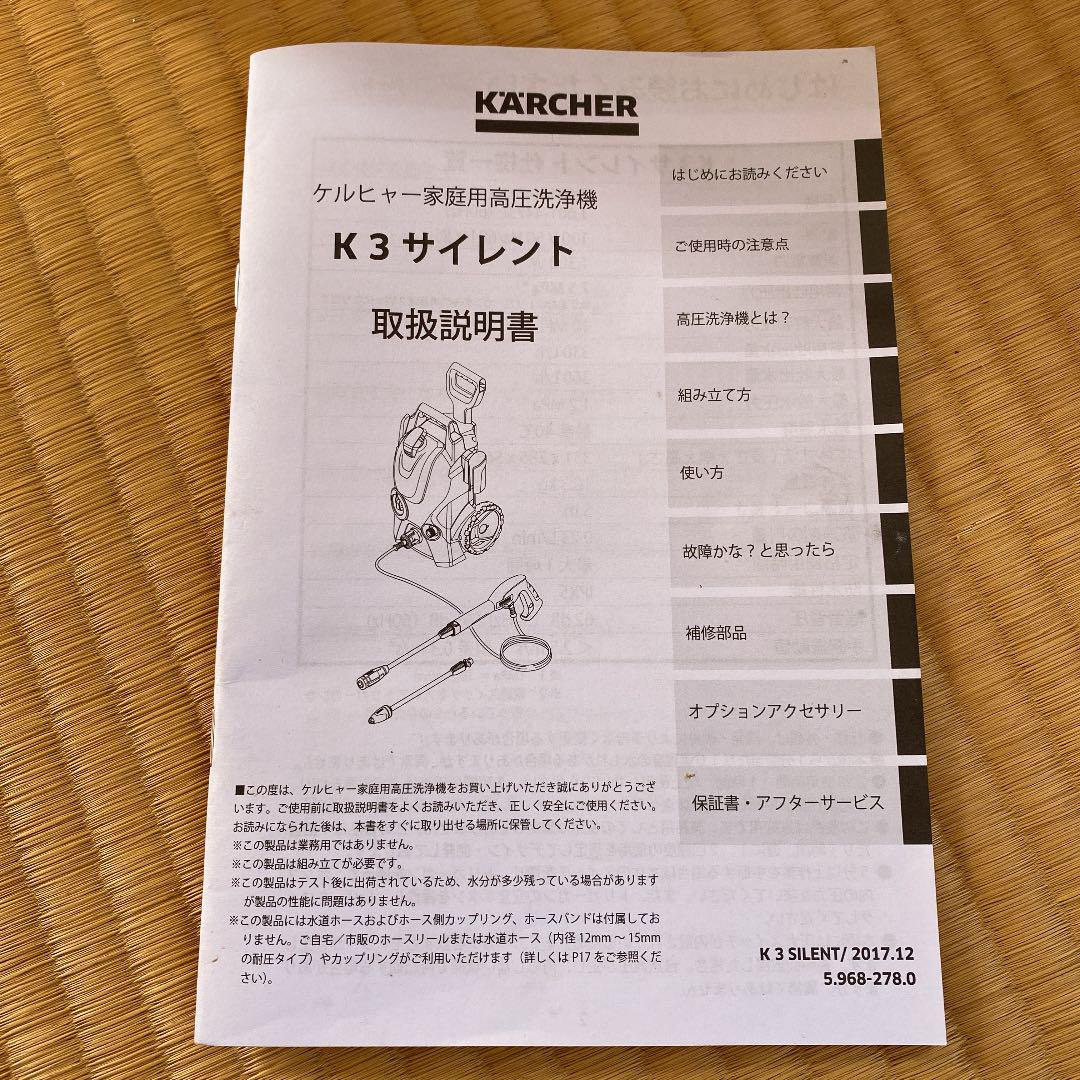 KÄRCHER
ケルヒャー家庭用高圧洗浄機
K 3 サイレント
取扱説明書
はじめにお読みください
ご使用時の注意点
高圧洗浄機とは？
組み立て方
使い方
故障かな？と思ったら
補修部品
オプションアクセサリー
保証書・アフターサービス
■この度は、ケルヒャー家庭用高圧洗浄機をお買い上げいただき誠にありがとうござ
います。ご使用前に取扱説明書をよくお読みいただき、正しく安全にご使用ください。
お読みになられた後は、本書をすぐに取り出せる場所に保管してください。
※この製品は業務用ではありません。
※この製品は組み立てが必要です。
※この製品はテスト後に出荷されているため、水分が多少残っている場合があります
が製品の性能に問題はありません。
※この製品には水道ホースおよびホース側カップリング、ホースバンドは付属してお
りません。ご自宅／市販のホースリールまたは水道ホース（内径 12mm ～ 15mm
の耐圧タイプ）やカップリングがご利用いただけます（詳しくは P17 をご参照くだ
さい）。
K 3 SILENT/ 2017.12
5.968-278.0